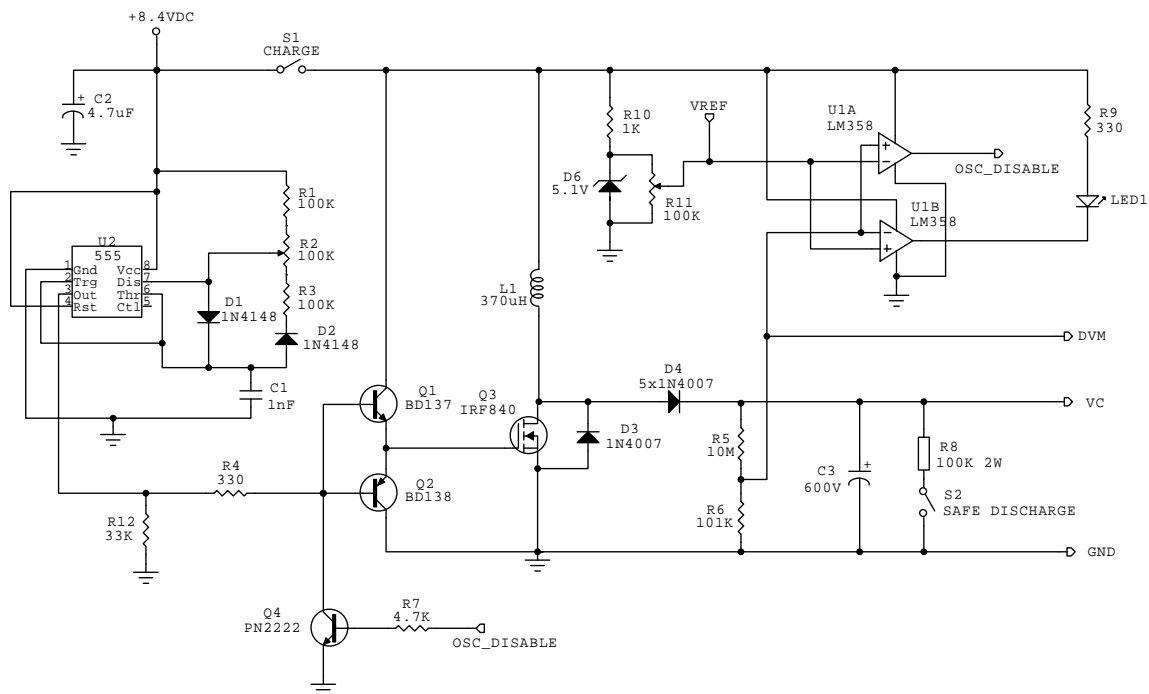 +8.4VDC
S1
CHARGE
+ C2
4.7uF
R10
1K
VREF
U1A
LM358
+
-
OSC_DISABLE
R9
330
D6
5.1V
R11
100K
R1
100K
R2
100K
R3
100K
U1B
LM358
-
+
LED1
U2
555
1 Gnd Vcc 8
2 Trg Dis 7
3 Out Thr 6
4 Rst Ctl 5
D1
1N4148
D2
1N4148
C1
1nF
L1
370uH
DVM
Q1
BD137
Q3
IRF840
D4
5x1N4007
VC
D3
1N4007
R5
10M
C3
600V
+
R8
100K 2W
R4
330
Q2
BD138
R6
101K
S2
SAFE DISCHARGE
R12
33K
GND
Q4
PN2222
R7
4.7K
OSC_DISABLE